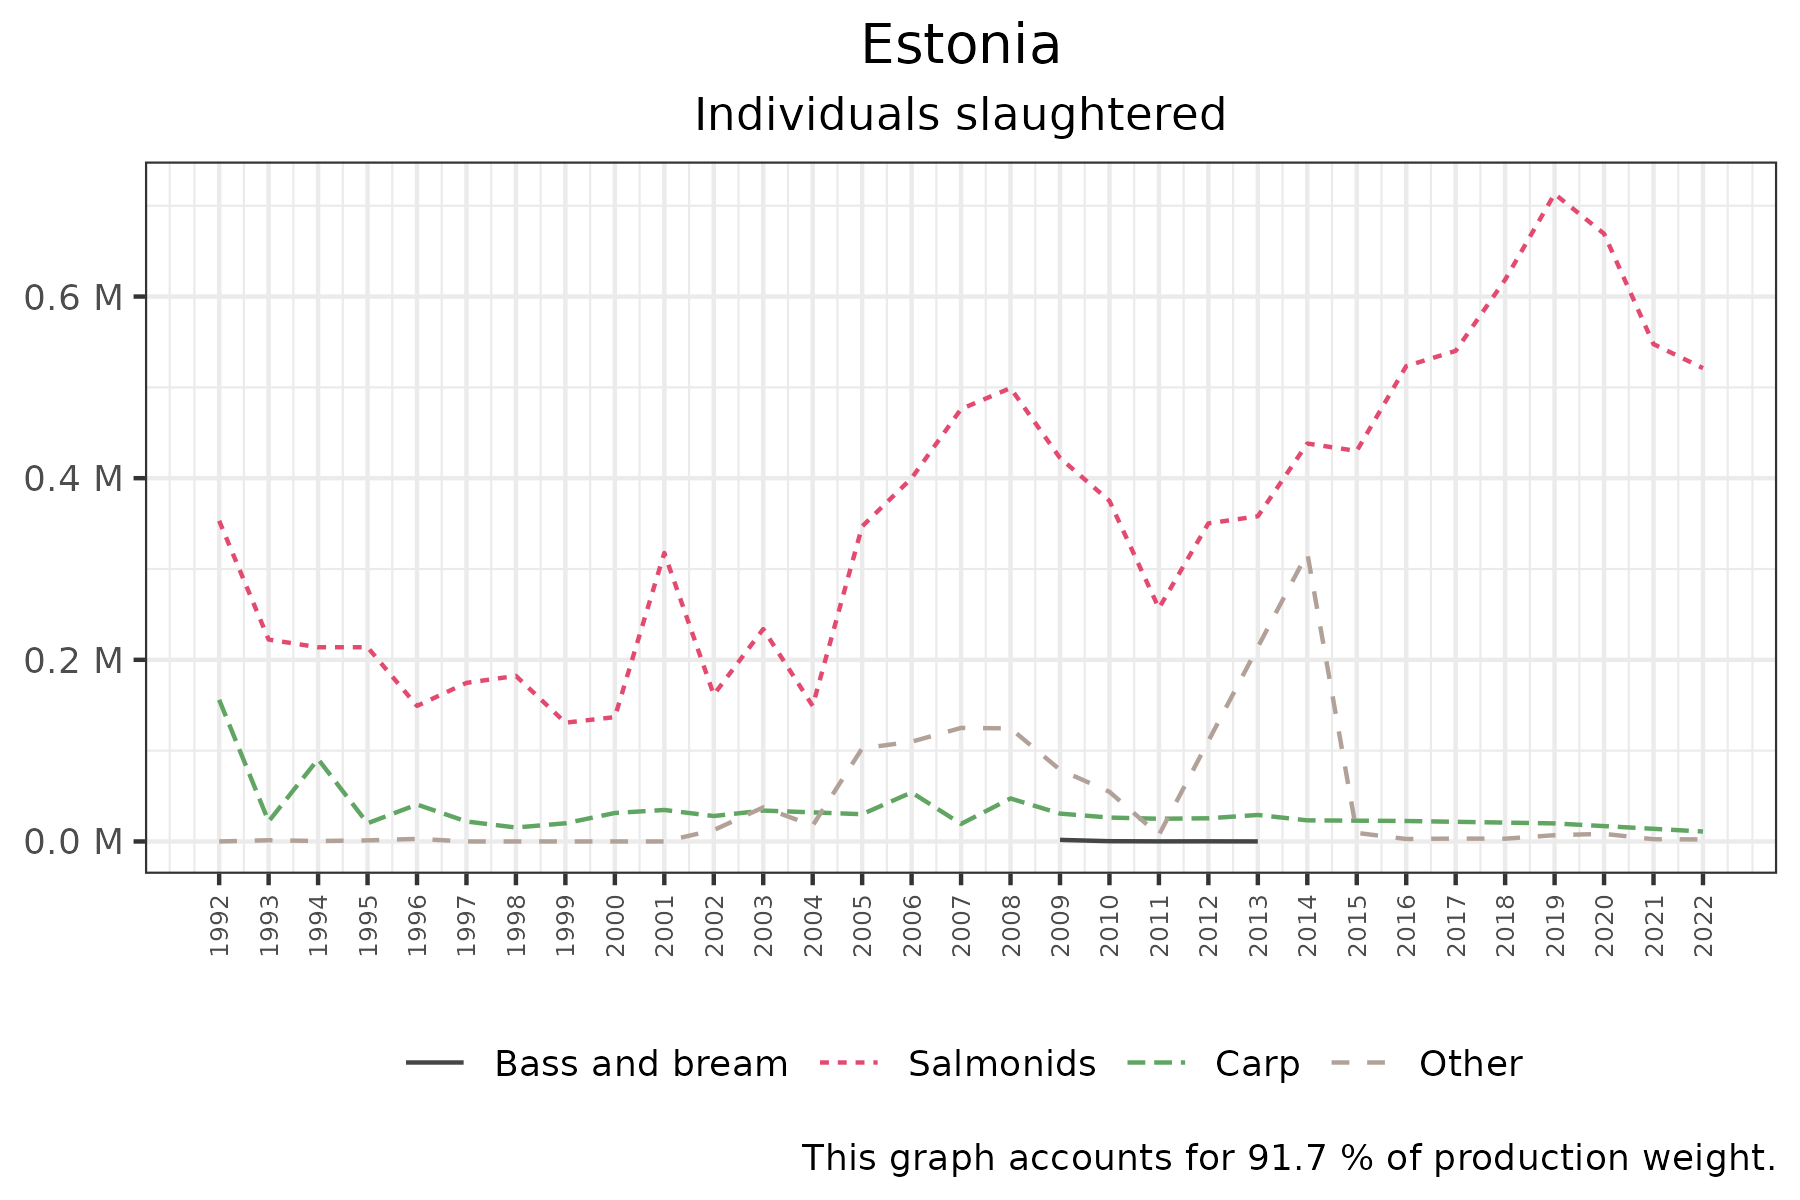 Estonia
Individuals slaughtered
0.6 M
0.4 M
0.2 M
0.0 M
1992 1993 1994 1995 1996 1997 1998 1999 2000 2001 2002 2003 2004 2005 2006 2007 2008 2009 2010 2011 2012 2013 2014 2015 2016 2017 2018 2019 2020 2021 2022
Bass and bream Salmonids Carp Other
This graph accounts for 91.7 % of production weight.